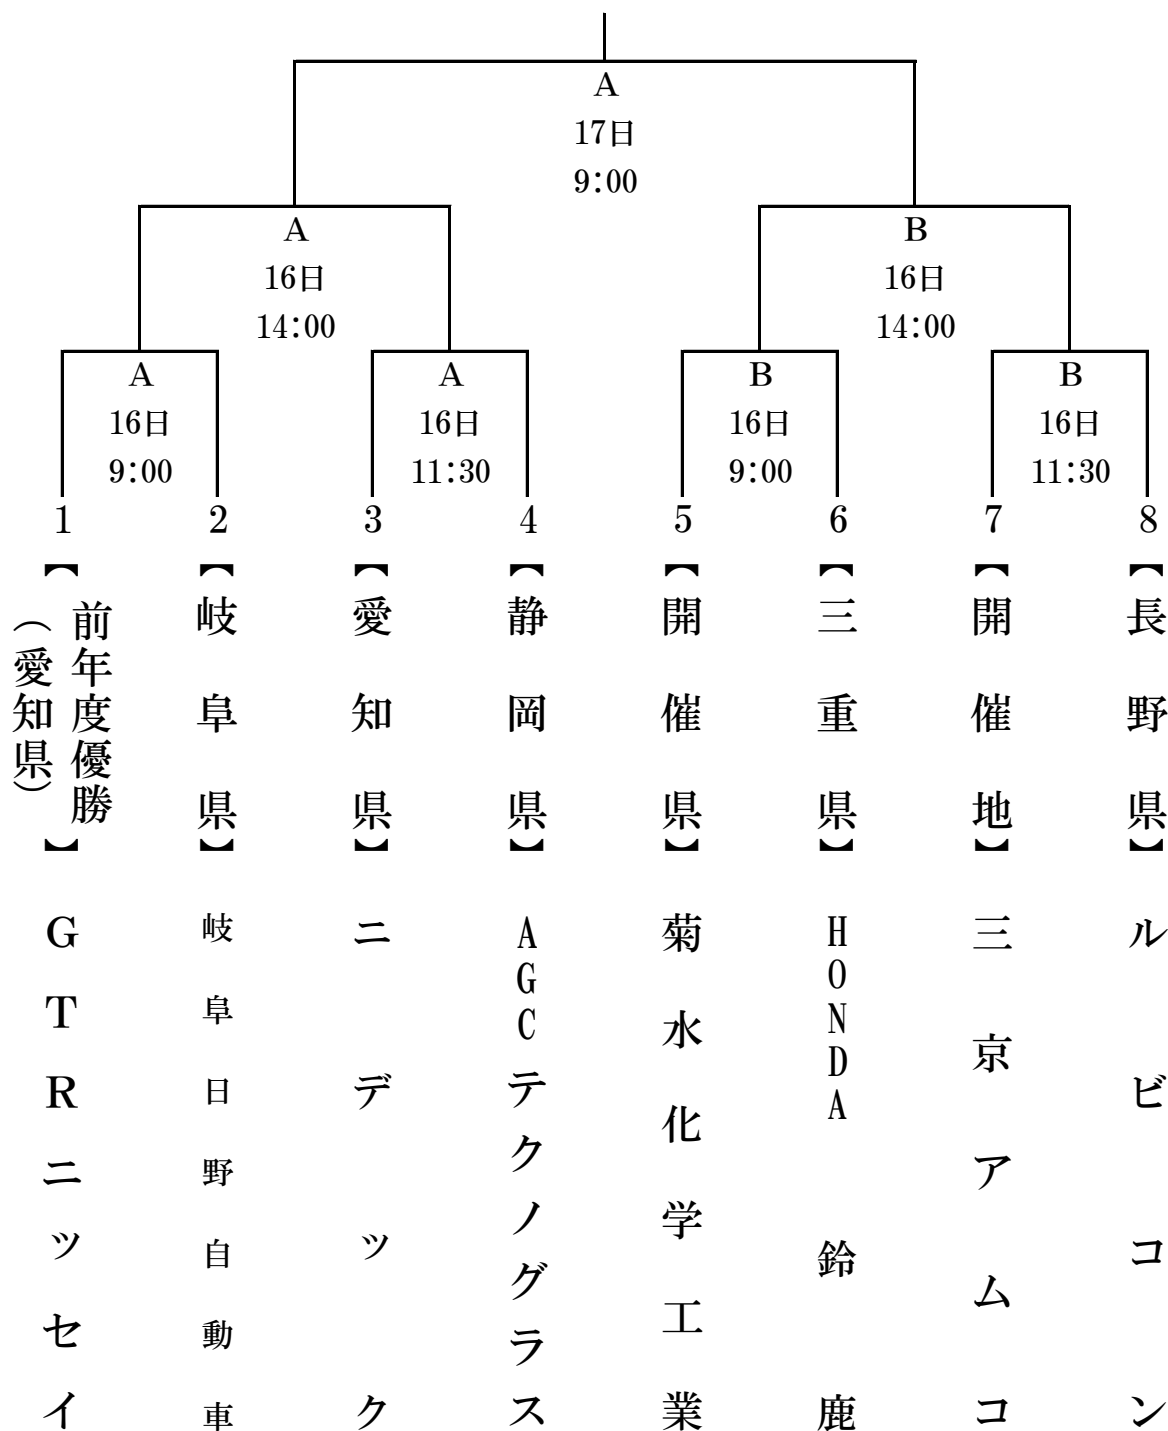 A
17日
9:00
A
16日
14:00
B
16日
14:00
A
16日
9:00
A
16日
11:30
B
16日
9:00
B
16日
11:30
1
【前年度優勝
（愛知県）】
GTRニッセイ
2
【岐阜県】
岐阜日野自動車
3
【愛知県】
ニデック
4
【静岡県】
AGCテクノグラス
5
【開催県】
菊水化学工業
6
【三重県】
HONDA鈴鹿
7
【開催地】
三京アムコ
8
【長野県】
ルビコン